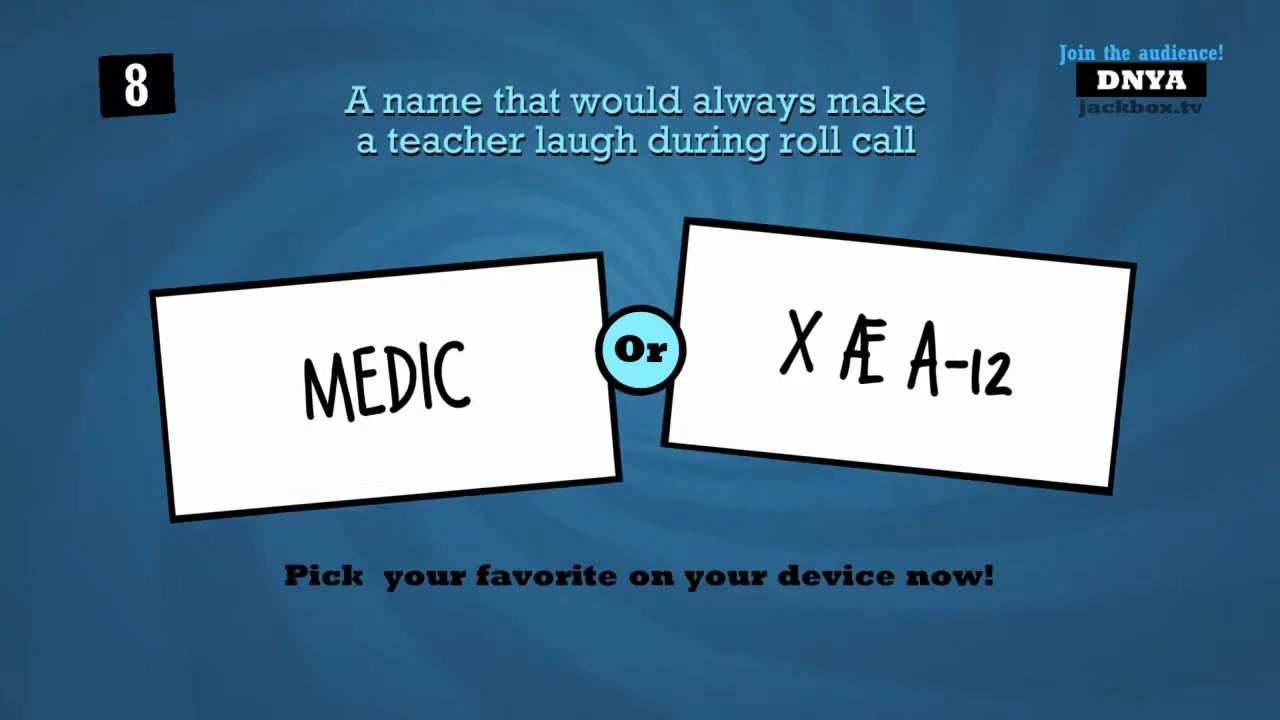 8
Join the audience!
DNYA
jackbox.tv
A name that would always make
a teacher laugh during roll call
MEDIC
Or
X Æ A-12
Pick your favorite on your device now!